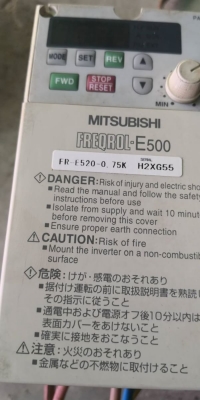 MODE SET REV ▲
FWD STOP RESET ▼
MIN
MITSUBISHI
FREQROL-E500
FR-E520-0.75K SERIAL H2XG55
⚠DANGER: Risk of injury and electric sho
■Read the manual and follow the safety
instructions before use
■Isolate from supply and wait 10 minut
before removing this cover
■Ensure proper earth connection
⚠CAUTION: Risk of fire
■Mount the inverter on a non-combustib
surface
⚠危険:けが・感電のおそれあり
■据付け運転の前に取扱説明書を熟読し
その指示に従うこと
■通電中および電源オフ後10分以内は
表面カバーをあけないこと
■確実に接地をおこなうこと
⚠注意:火災のおそれあり
■金属などの不燃物に取付けること